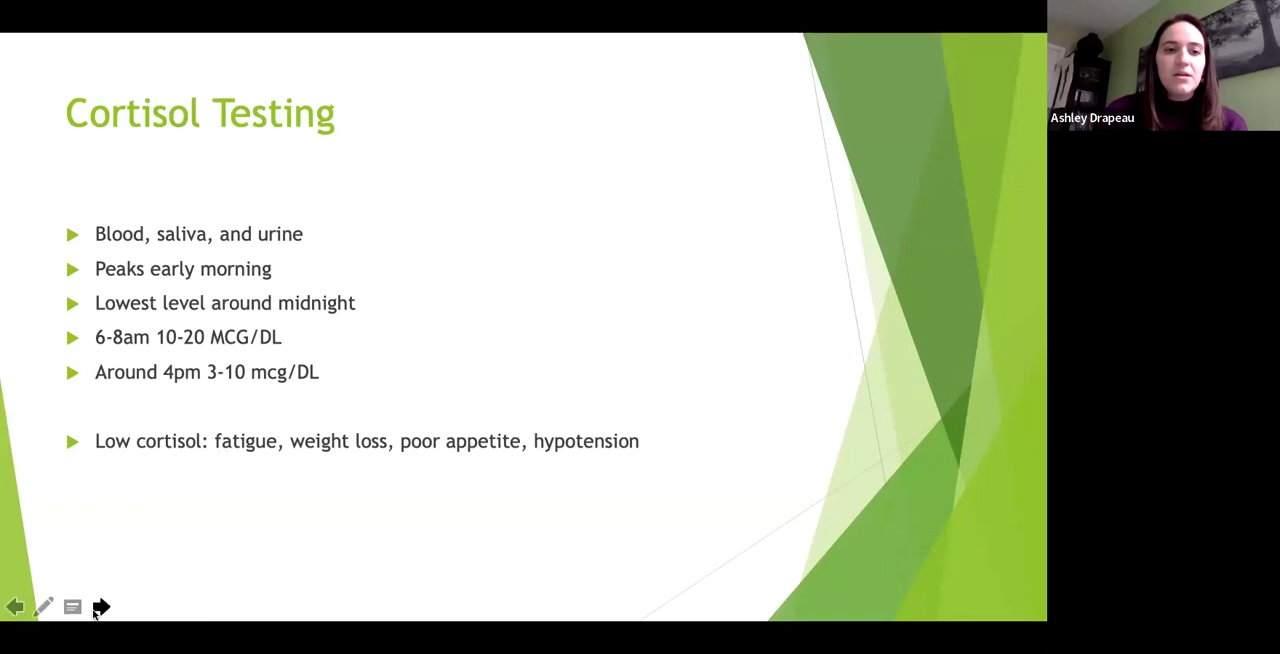 Cortisol Testing
Blood, saliva, and urine
Peaks early morning
Lowest level around midnight
6-8am 10-20 MCG/DL
Around 4pm 3-10 mcg/DL
Low cortisol: fatigue, weight loss, poor appetite, hypotension
Ashley Drapeau